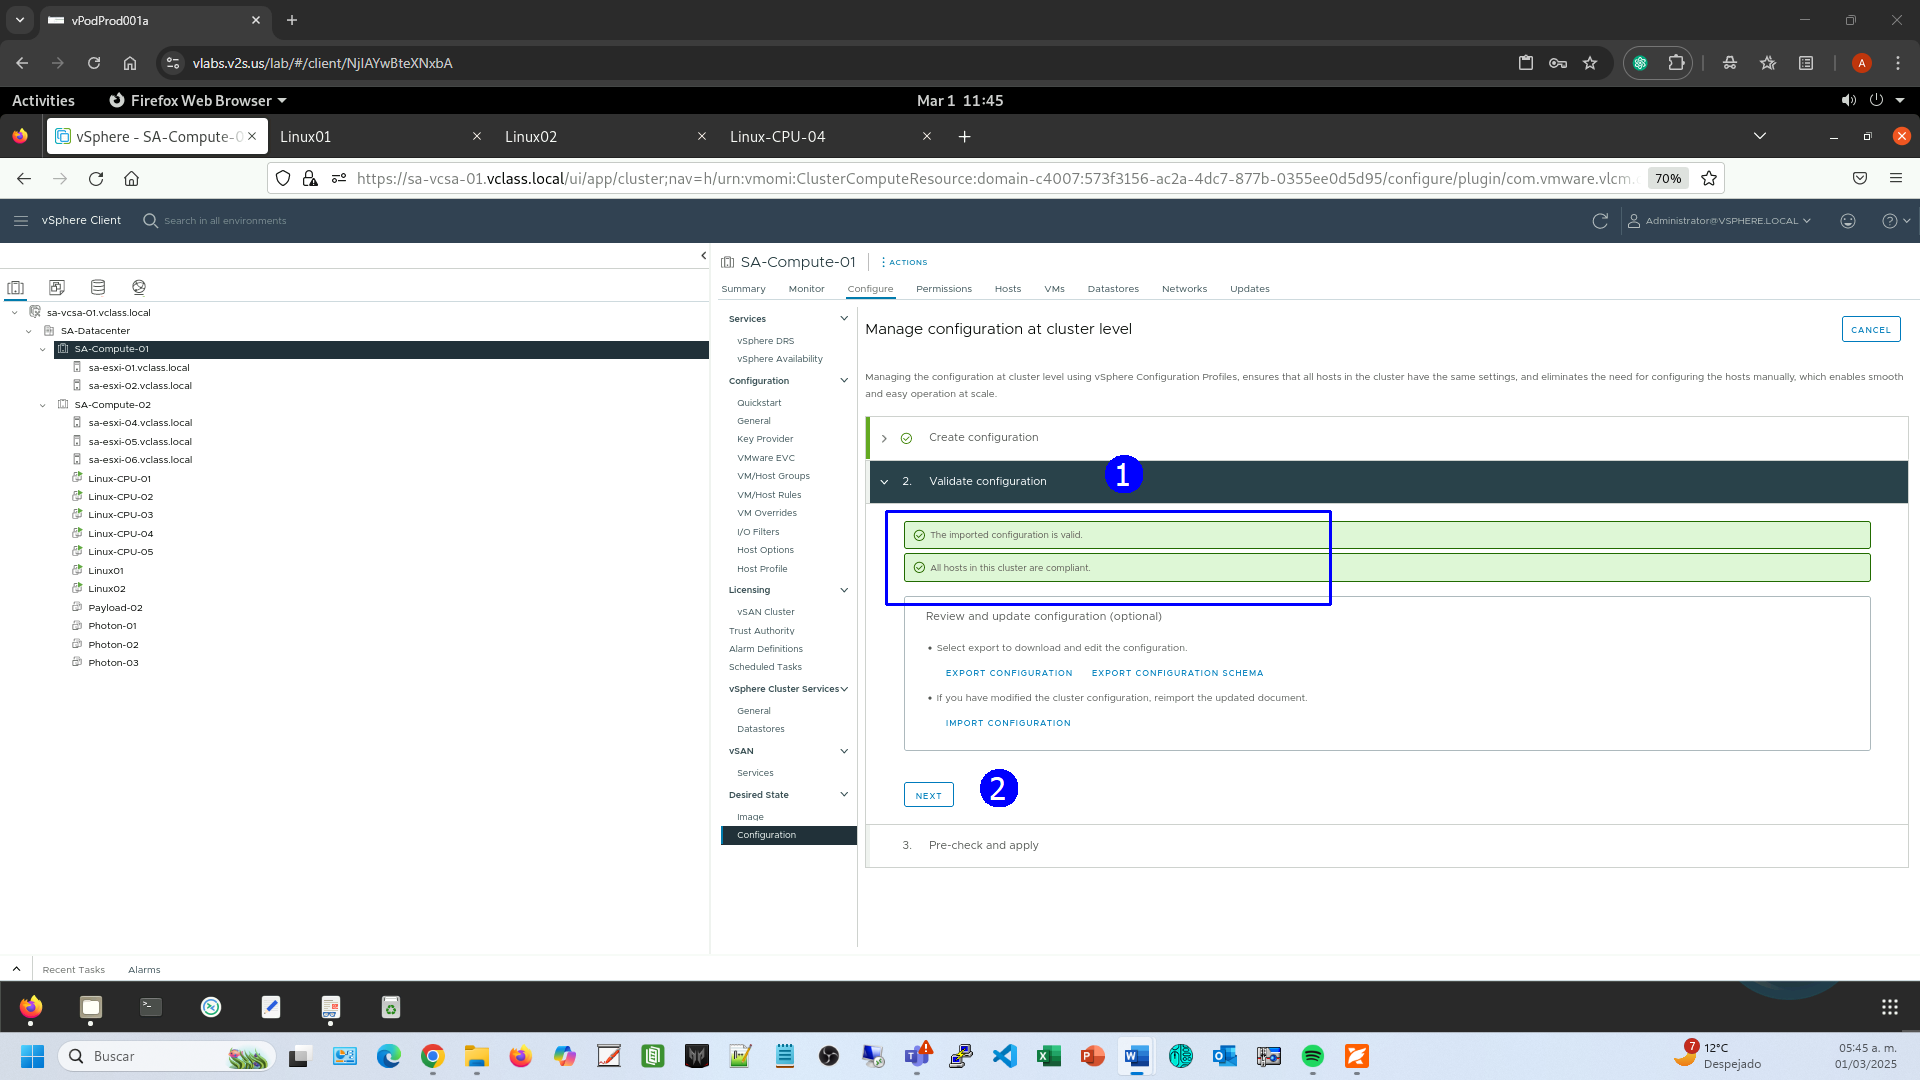 vPodProd001a
vlabs.v2s.us/lab/#/client/NjIAYwBteXNxbA
A
Activities
Firefox Web Browser
Mar 1 11:45
vSphere - SA-Compute-0
Linux01
Linux02
Linux-CPU-04
https://sa-vcsa-01.vclass.local/ui/app/cluster;nav=h/urn:vmomi:ClusterComputeResource:domain-c4007:573f3156-ac2a-4dc7-877b-0355ee0d5d95/configure/plugin/com.vmware.vlcm.
70%
vSphere Client
Search in all environments
Administrator@VSPHERE.LOCAL
sa-vcsa-01.vclass.local
SA-Datacenter
SA-Compute-01
sa-esxi-01.vclass.local
sa-esxi-02.vclass.local
SA-Compute-02
sa-esxi-04.vclass.local
sa-esxi-05.vclass.local
sa-esxi-06.vclass.local
Linux-CPU-01
Linux-CPU-02
Linux-CPU-03
Linux-CPU-04
Linux-CPU-05
Linux01
Linux02
Payload-02
Photon-01
Photon-02
Photon-03
SA-Compute-01
ACTIONS
Summary
Monitor
Configure
Permissions
Hosts
VMs
Datastores
Networks
Updates
Services
vSphere DRS
vSphere Availability
Configuration
Quickstart
General
Key Provider
VMware EVC
VM/Host Groups
VM/Host Rules
VM Overrides
I/O Filters
Host Options
Host Profile
Licensing
vSAN Cluster
Trust Authority
Alarm Definitions
Scheduled Tasks
vSphere Cluster Services
General
Datastores
vSAN
Services
Desired State
Image
Configuration
Manage configuration at cluster level
CANCEL
Managing the configuration at cluster level using vSphere Configuration Profiles, ensures that all hosts in the cluster have the same settings, and eliminates the need for configuring the hosts manually, which enables smooth
and easy operation at scale.
Create configuration
2. Validate configuration
1
The imported configuration is valid.
All hosts in this cluster are compliant.
Review and update configuration (optional)
• Select export to download and edit the configuration.
EXPORT CONFIGURATION
EXPORT CONFIGURATION SCHEMA
• If you have modified the cluster configuration, reimport the updated document.
IMPORT CONFIGURATION
NEXT
2
3. Pre-check and apply
Recent Tasks
Alarms
Buscar
7
12°C
Despejado
05:45 a. m.
01/03/2025